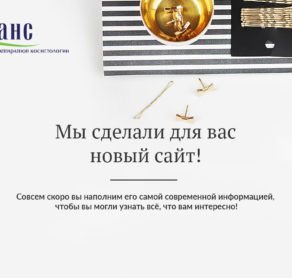 анс
аппаратной косметологии
Мы сделали для вас
новый сайт!
Совсем скоро вы наполним его самой современной информацией,
чтобы вы могли узнать всё, что вам интересно!